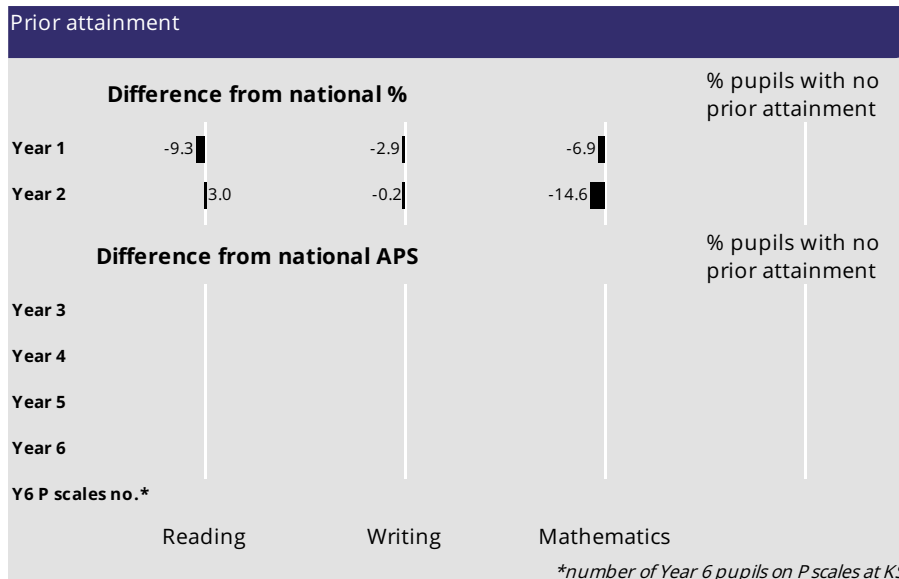 Prior attainment
Difference from national %
% pupils with no
prior attainment
Year 1 -9.3 -2.9 -6.9
Year 2 3.0 -0.2 -14.6
Difference from national APS
% pupils with no
prior attainment
Year 3
Year 4
Year 5
Year 6
Y6 P scales no.*
Reading Writing Mathematics
*number of Year 6 pupils on P scales at KS